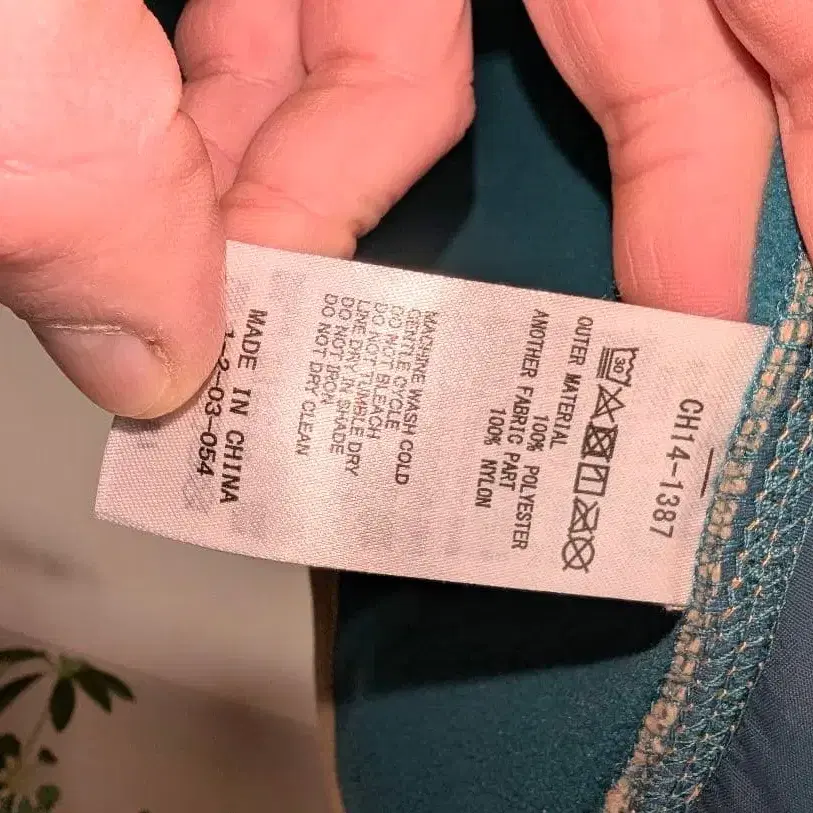 CH14-1387
30
OUTER MATERIAL
100% POLYESTER
ANOTHER FABRIC PART
100% NYLON
MACHINE WASH COLD
GENTLE CYCLE
DO NOT BLEACH
DO NOT TUMBLE DRY
LINE DRY IN SHADE
DO NOT IRON
DO NOT DRY CLEAN
MADE IN CHINA
1-2-03-054